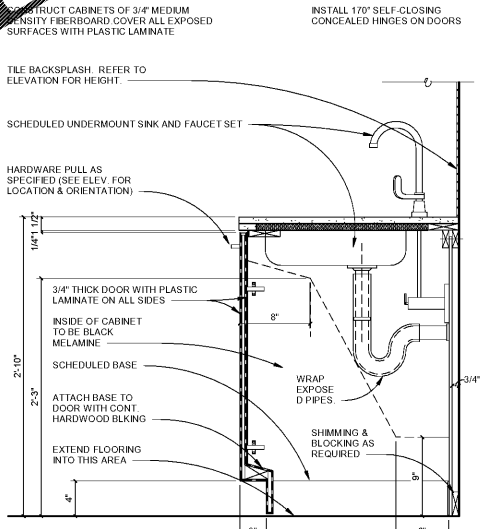 CONSTRUCT CABINETS OF 3/4" MEDIUM
DENSITY FIBERBOARD.COVER ALL EXPOSED
SURFACES WITH PLASTIC LAMINATE
INSTALL 170° SELF-CLOSING
CONCEALED HINGES ON DOORS
TILE BACKSPLASH. REFER TO
ELEVATION FOR HEIGHT.
SCHEDULED UNDERMOUNT SINK AND FAUCET SET
HARDWARE PULL AS
SPECIFIED (SEE ELEV. FOR
LOCATION & ORIENTATION)
1/4"
1 1/2"
3/4" THICK DOOR WITH PLASTIC
LAMINATE ON ALL SIDES
8"
INSIDE OF CABINET
TO BE BLACK
MELAMINE
2'-10"
2'-3"
SCHEDULED BASE
WRAP
EXPOSE
D PIPES.
3/4"
ATTACH BASE TO
DOOR WITH CONT.
HARDWOOD BLKING
SHIMMING &
BLOCKING AS
REQUIRED
EXTEND FLOORING
INTO THIS AREA
4"
9"